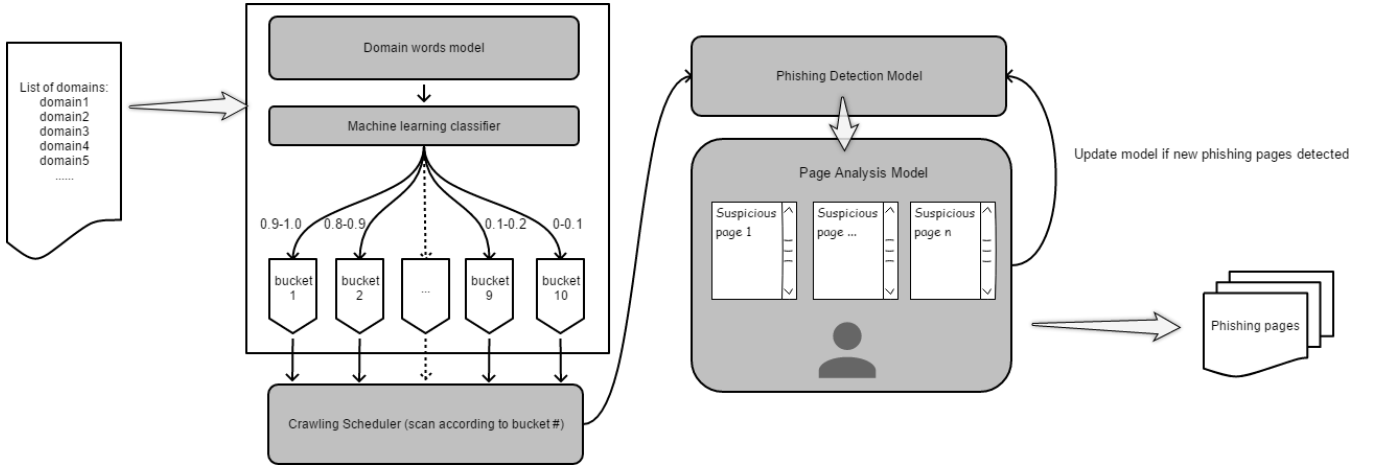 List of domains:
domain1
domain2
domain3
domain4
domain5
......
Domain words model
Machine learning classifier
0.9-1.0
0.8-0.9
0.1-0.2
0-0.1
bucket
1
bucket
2
...
bucket
9
bucket
10
Crawling Scheduler (scan according to bucket #)
Phishing Detection Model
Page Analysis Model
Suspicious
page 1
Suspicious
page ...
Suspicious
page n
Update model if new phishing pages detected
Phishing pages